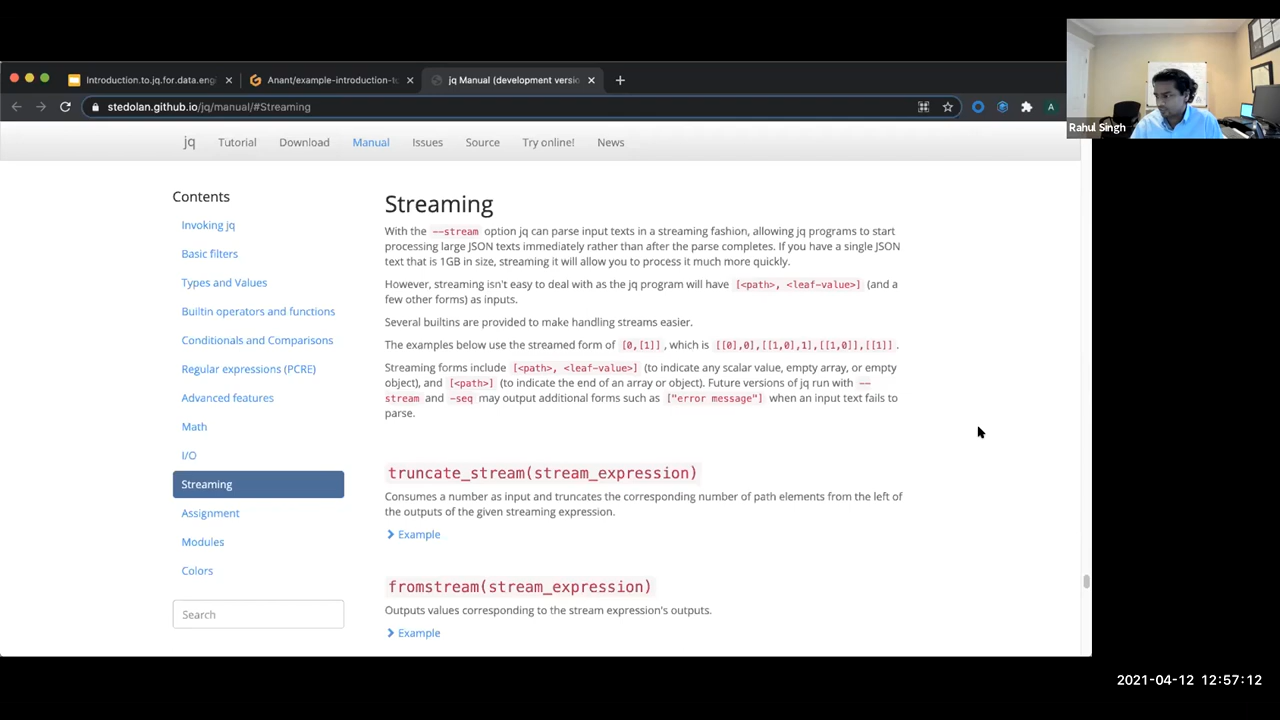 Introduction.to.jq.for.data.eng
Anant/example-introduction-t
jq Manual (development versio
stedolan.github.io/jq/manual/#Streaming
A
Rahul Singh
jq
Tutorial
Download
Manual
Issues
Source
Try online!
News
Contents
Invoking jq
Basic filters
Types and Values
Builtin operators and functions
Conditionals and Comparisons
Regular expressions (PCRE)
Advanced features
Math
I/O
Streaming
Assignment
Modules
Colors
Search
Streaming
With the --stream option jq can parse input texts in a streaming fashion, allowing jq programs to start
processing large JSON texts immediately rather than after the parse completes. If you have a single JSON
text that is 1GB in size, streaming it will allow you to process it much more quickly.
However, streaming isn't easy to deal with as the jq program will have [<path>, <leaf-value>] (and a
few other forms) as inputs.
Several builtins are provided to make handling streams easier.
The examples below use the streamed form of [0,[1]], which is [[0],0],[[1,0],1],[[1,0]],[[1]].
Streaming forms include [<path>, <leaf-value>] (to indicate any scalar value, empty array, or empty
object), and [<path>] (to indicate the end of an array or object). Future versions of jq run with --
stream and -seq may output additional forms such as ["error message"] when an input text fails to
parse.
truncate_stream(stream_expression)
Consumes a number as input and truncates the corresponding number of path elements from the left of
the outputs of the given streaming expression.
Example
fromstream(stream_expression)
Outputs values corresponding to the stream expression's outputs.
Example
2021-04-12 12:57:12